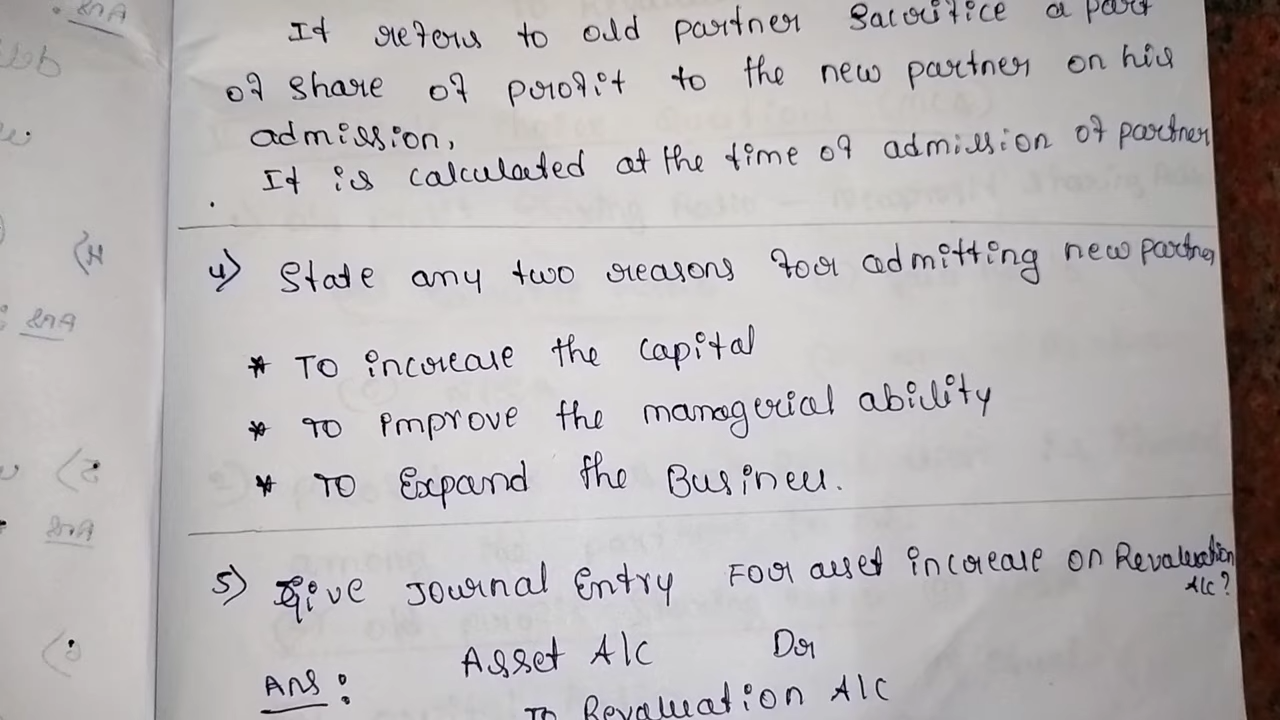 It refers to old partner Sacrifice a part
of share of profit to the new partner on his
admission,
It is calculated at the time of admission of partner
4) State any two reasons for admitting new partner
* To increase the capital
* To improve the managerial ability
* To Expand the Business.
5) Give Journal Entry For asset increase on Revaluation
A/c?
Ans: Asset A/C Dr
To Revaluation A/C